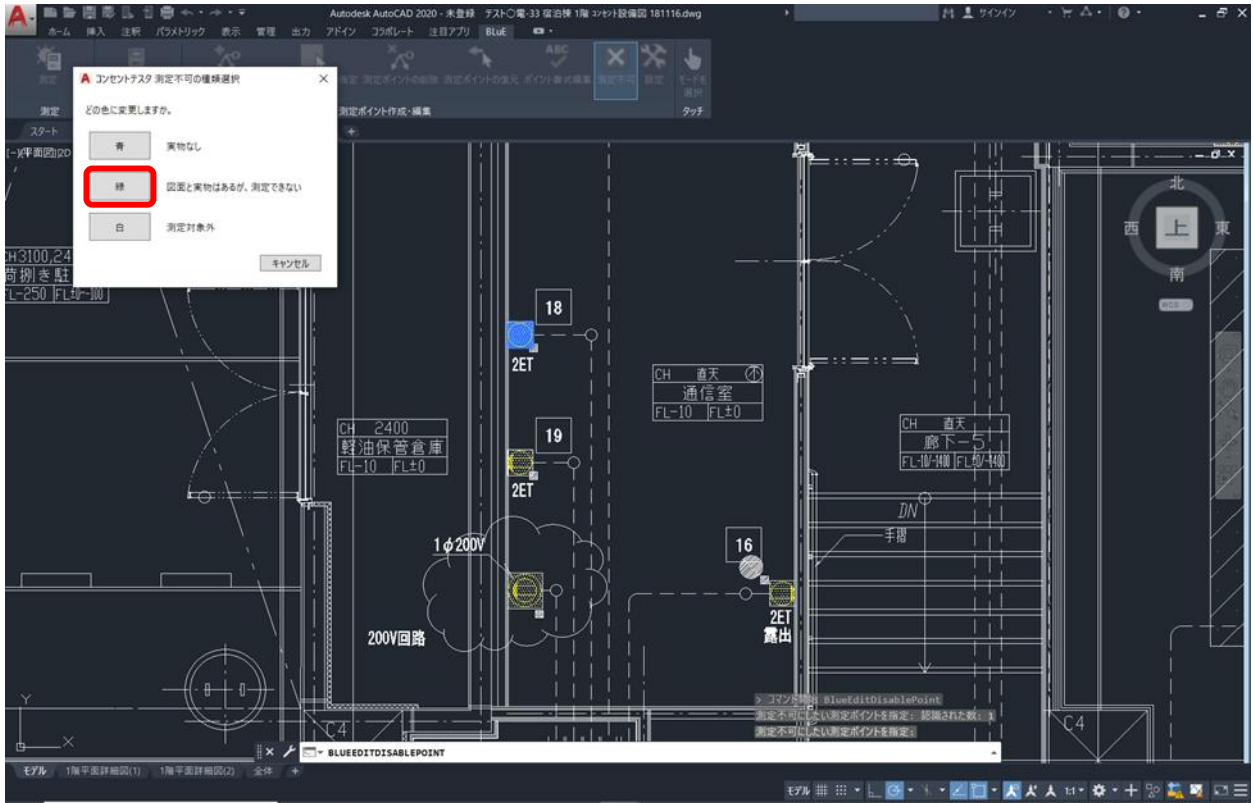 Autodesk AutoCAD 2020 - 未登録 テスト〇電-33 宿泊棟 1階 コンセント設備図 181116.dwg
サインイン
ホーム 挿入 注釈 パラメトリック 表示 管理 出力 アドイン コラボレート 注目アプリ BLuE
測定
測定ポイントの削除 測定ポイントの復元 ポイント書式編集 測定不可 設定 モードを選択
測定 測定ポイント作成・編集 タッチ
スタート
コンセントテスタ 測定不可の種類選択
どの色に変更しますか。
青 実物なし
緑 図面と実物はあるが、測定できない
白 測定対象外
キャンセル
[-][平面図][2D
北
西 上 東
南
WCS
CH3100,24
荷捌き駐
FL-250 FL±0~-100
18
2ET
CH 直天
通信室
FL-10 FL±0
CH 2400
軽油保管倉庫
FL-10 FL±0
19
2ET
CH 直天
廊下-5
FL-10/-1400 FL±0/-1400
DN
手摺
1φ200V
16
2ET
露出
200V回路
C4
C4
Y
X
> コマンド開始 BlueEditDisablePoint
測定不可にしたい測定ポイントを指定: 認識された数: 1
測定不可にしたい測定ポイントを指定:
BLUEEDITDISABLEPOINT
モデル 1階平面詳細図(1) 1階平面詳細図(2) 全体 +
モデル 1:1